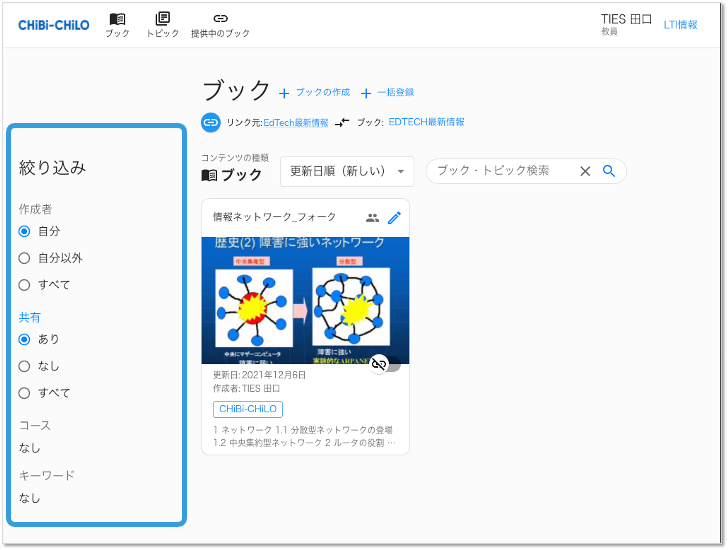 CHiBi-CHiLO
ブック
トピック
提供中のブック
TIES 田口
教員
LTI情報
ブック
ブックの作成
一括登録
リンク元:EdTech最新情報
ブック: EDTECH最新情報
絞り込み
作成者
自分
自分以外
すべて
共有
あり
なし
すべて
コース
なし
キーワード
なし
コンテンツの種類
ブック
更新日順（新しい）
ブック・トピック検索
情報ネットワーク_フォーク
歴史(2) 障害に強いネットワーク
中央集権型
分散型
中央にマザーコンピュータ
障害に弱い
障害に強い
実験的なARPANET
更新日: 2021年12月6日
作成者: TIES 田口
CHiBi-CHiLO
1 ネットワーク 1.1 分散型ネットワークの登場
1.2 中央集約型ネットワーク 2 ルータの役割 …